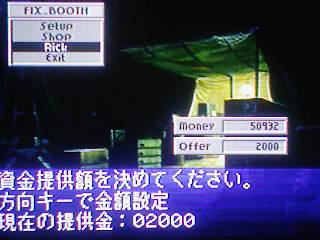 FIX_BOOTH
Setup
Shop
Rick
Exit
Money 50932
Offer 2000
資金提供額を決めてください。
方向キーで金額設定
現在の提供金:02000